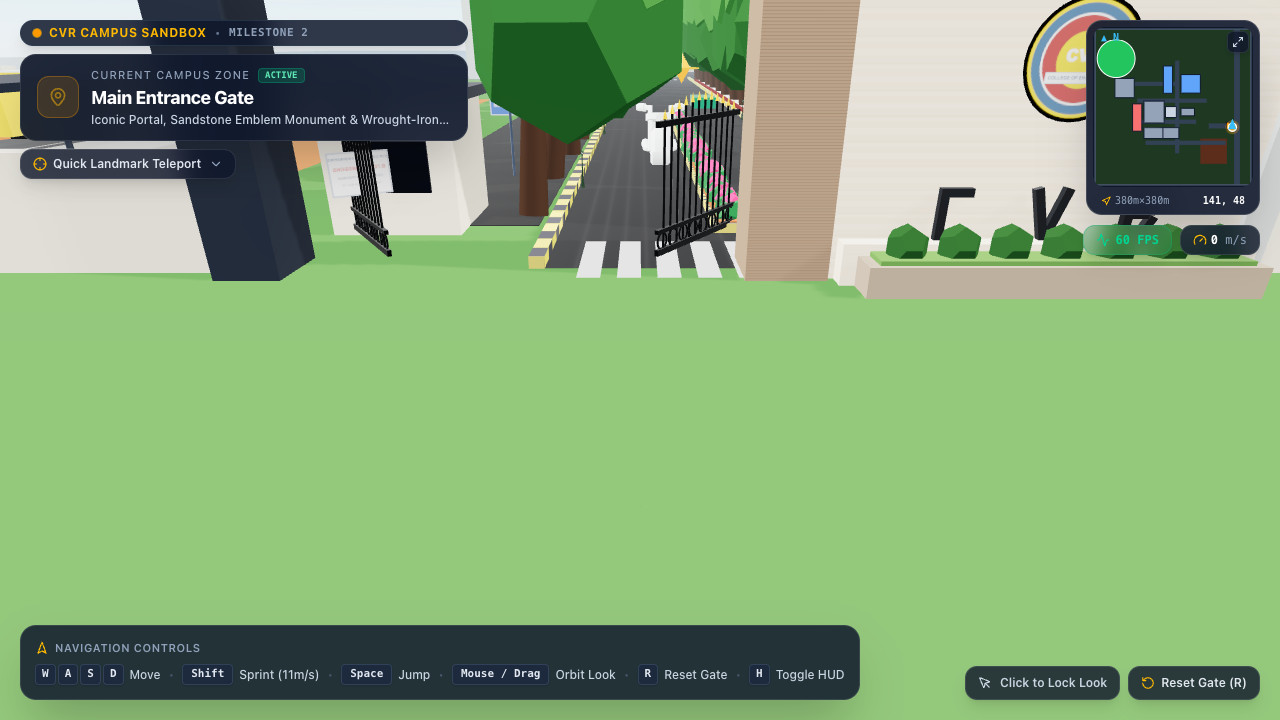 CVR CAMPUS SANDBOX • MILESTONE 2
CURRENT CAMPUS ZONE ACTIVE
Main Entrance Gate
Iconic Portal, Sandstone Emblem Monument & Wrought-Iron...
Quick Landmark Teleport
N
380m×380m 141, 48
60 FPS 0 m/s
NAVIGATION CONTROLS
W A S D Move • Shift Sprint (11m/s) • Space Jump • Mouse / Drag Orbit Look • R Reset Gate • H Toggle HUD
Click to Lock Look
Reset Gate (R)